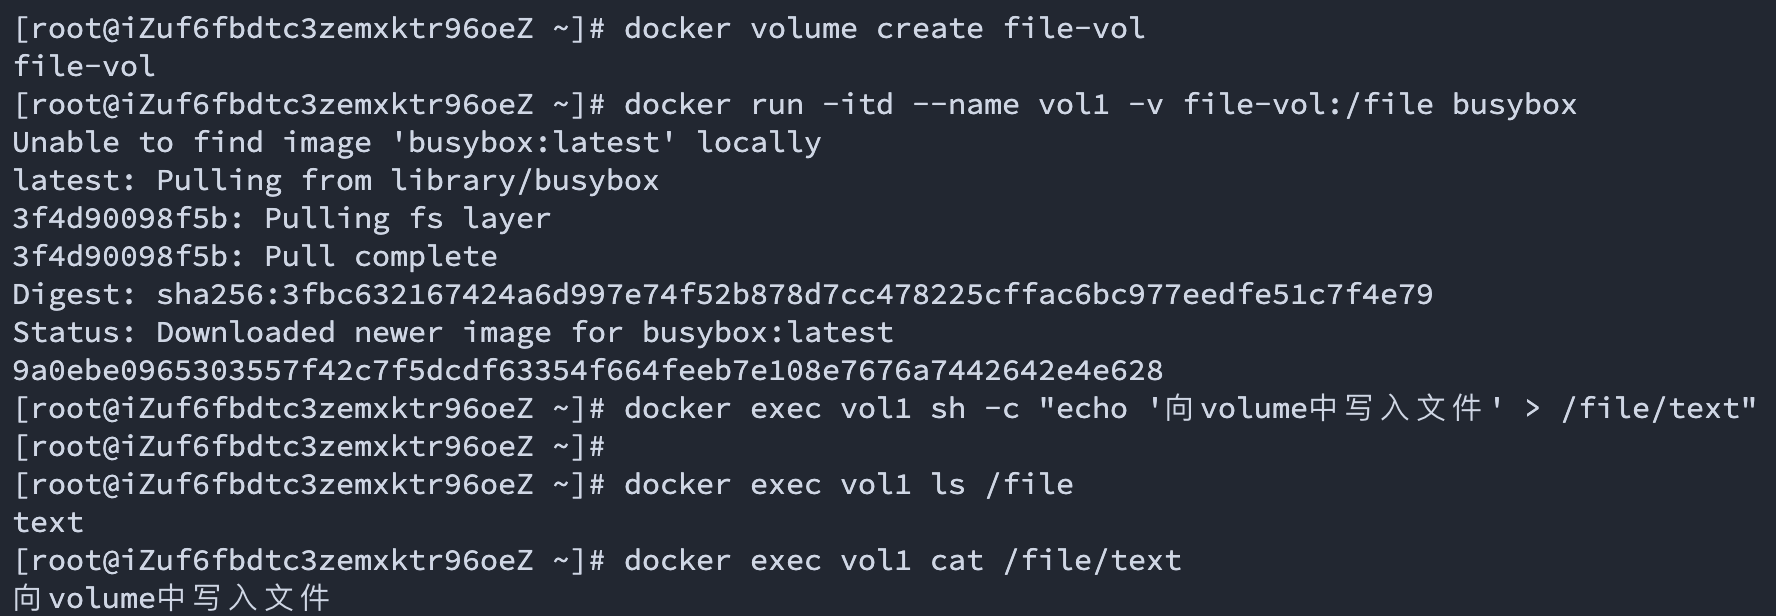 [root@iZuf6fbdtc3zemxktr96oeZ ~]# docker volume create file-vol
file-vol
[root@iZuf6fbdtc3zemxktr96oeZ ~]# docker run -itd --name vol1 -v file-vol:/file busybox
Unable to find image 'busybox:latest' locally
latest: Pulling from library/busybox
3f4d90098f5b: Pulling fs layer
3f4d90098f5b: Pull complete
Digest: sha256:3fbc632167424a6d997e74f52b878d7cc478225cffac6bc977eedfe51c7f4e79
Status: Downloaded newer image for busybox:latest
9a0ebe0965303557f42c7f5dcdf63354f664feeb7e108e7676a7442642e4e628
[root@iZuf6fbdtc3zemxktr96oeZ ~]# docker exec vol1 sh -c "echo '向volume中写入文件' > /file/text"
[root@iZuf6fbdtc3zemxktr96oeZ ~]#
[root@iZuf6fbdtc3zemxktr96oeZ ~]# docker exec vol1 ls /file
text
[root@iZuf6fbdtc3zemxktr96oeZ ~]# docker exec vol1 cat /file/text
向volume中写入文件